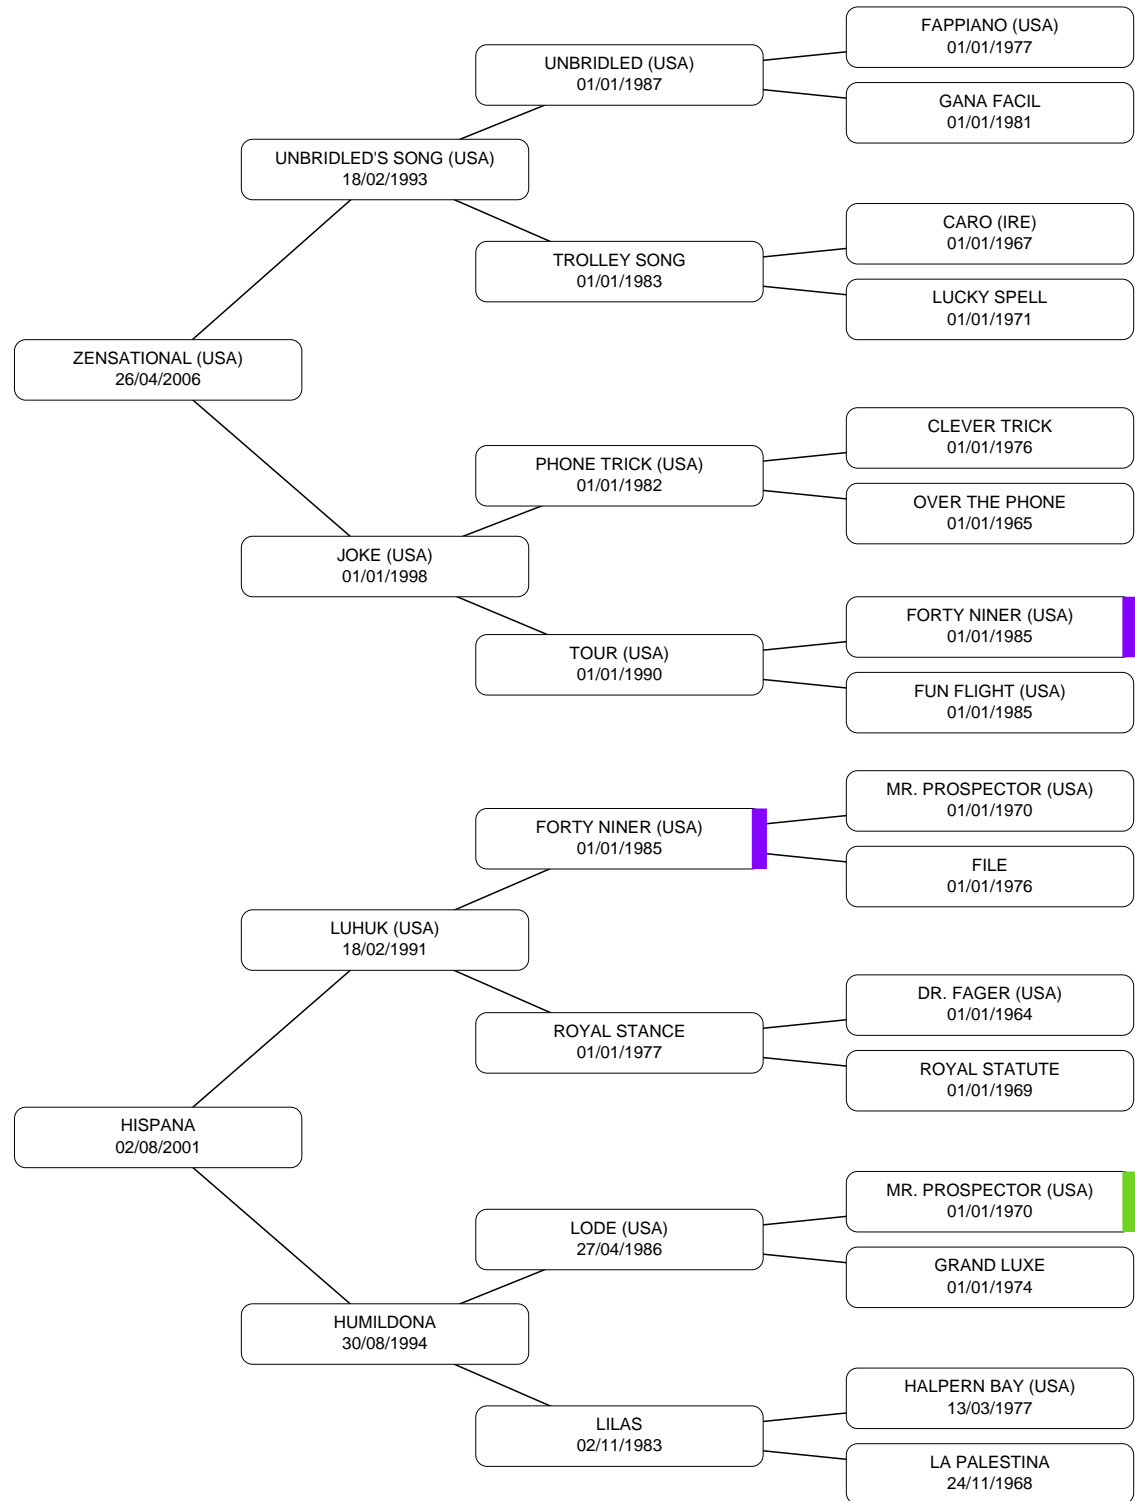 FAPPIANO (USA)
01/01/1977
UNBRIDLED (USA)
01/01/1987
GANA FACIL
01/01/1981
UNBRIDLED'S SONG (USA)
18/02/1993
CARO (IRE)
01/01/1967
TROLLEY SONG
01/01/1983
LUCKY SPELL
01/01/1971
ZENSATIONAL (USA)
26/04/2006
CLEVER TRICK
01/01/1976
PHONE TRICK (USA)
01/01/1982
OVER THE PHONE
01/01/1965
JOKE (USA)
01/01/1998
FORTY NINER (USA)
01/01/1985
TOUR (USA)
01/01/1990
FUN FLIGHT (USA)
01/01/1985
MR. PROSPECTOR (USA)
01/01/1970
FORTY NINER (USA)
01/01/1985
FILE
01/01/1976
LUHUK (USA)
18/02/1991
DR. FAGER (USA)
01/01/1964
ROYAL STANCE
01/01/1977
ROYAL STATUTE
01/01/1969
HISPANA
02/08/2001
MR. PROSPECTOR (USA)
01/01/1970
LODE (USA)
27/04/1986
GRAND LUXE
01/01/1974
HUMILDONA
30/08/1994
HALPERN BAY (USA)
13/03/1977
LILAS
02/11/1983
LA PALESTINA
24/11/1968